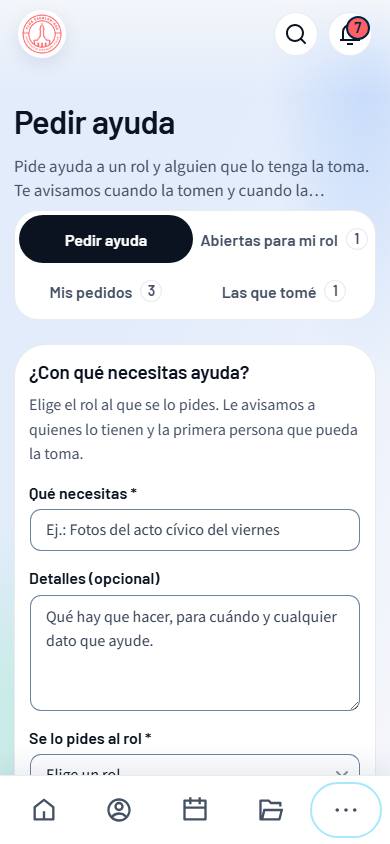 7
Pedir ayuda
Pide ayuda a un rol y alguien que lo tenga la toma.
Te avisamos cuando la tomen y cuando la…
Pedir ayuda
Abiertas para mi rol 1
Mis pedidos 3
Las que tomé 1
¿Con qué necesitas ayuda?
Elige el rol al que se lo pides. Le avisamos a
quienes lo tienen y la primera persona que pueda
la toma.
Qué necesitas *
Ej.: Fotos del acto cívico del viernes
Detalles (opcional)
Qué hay que hacer, para cuándo y cualquier
dato que ayude.
Se lo pides al rol *
Elige un rol